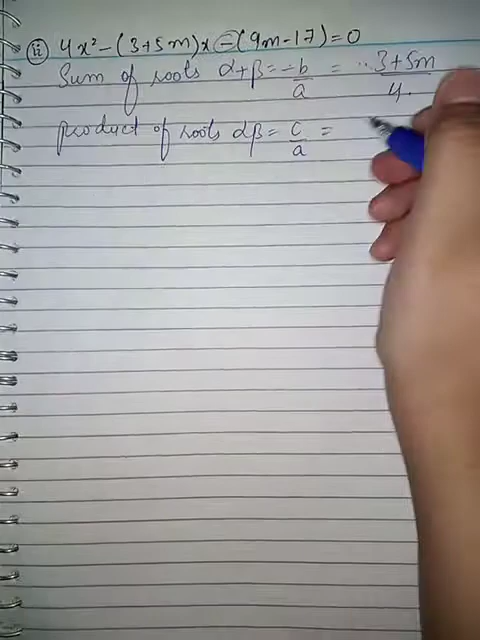 (ii) 4x² - (3+5m)x - (9m-17) = 0
Sum of roots α+β = -b/a = 3+5m/4.
product of roots αβ = c/a =